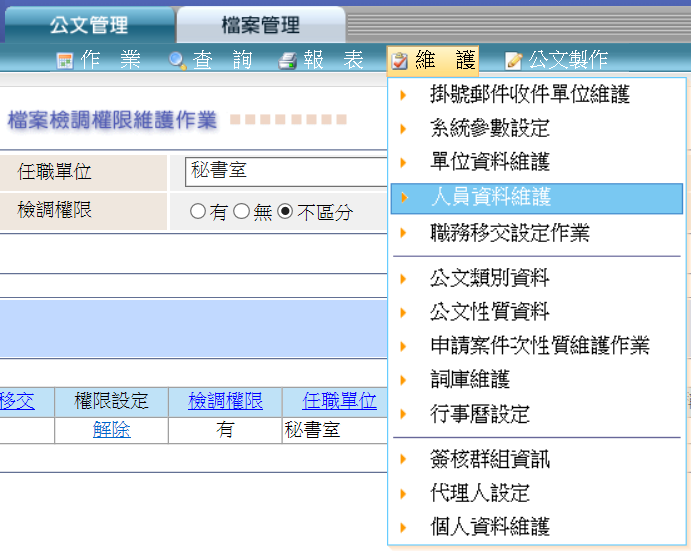 公文管理 檔案管理
作 業 查 詢 報 表 維 護 公文製作
掛號郵件收件單位維護
檔案檢調權限維護作業
系統參數設定
任職單位 秘書室
單位資料維護
人員資料維護
檢調權限 有 無 不區分
職務移交設定作業
公文類別資料
公文性質資料
申請案件次性質維護作業
詞庫維護
移交 權限設定 檢調權限 任職單位
行事曆設定
解除 有 秘書室
簽核群組資訊
代理人設定
個人資料維護